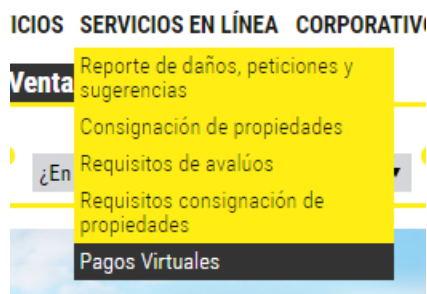 ICIOS SERVICIOS EN LÍNEA CORPORATIV
Venta
Reporte de daños, peticiones y
sugerencias
Consignación de propiedades
¿En
Requisitos de avalúos
Requisitos consignación de
propiedades
Pagos Virtuales